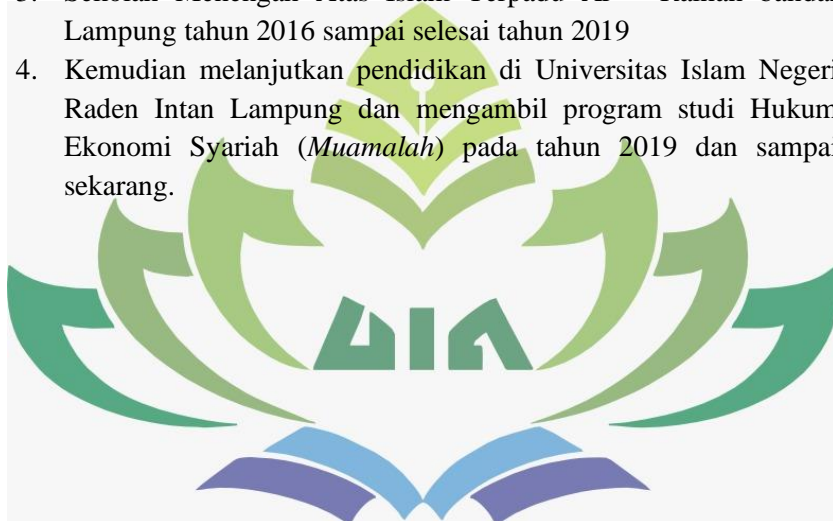 Lampung tahun 2016 sampai selesai tahun 2019
4. Kemudian melanjutkan pendidikan di Universitas Islam Negeri
Raden Intan Lampung dan mengambil program studi Hukum
Ekonomi Syariah (Muamalah) pada tahun 2019 dan sampai
sekarang.
UIN